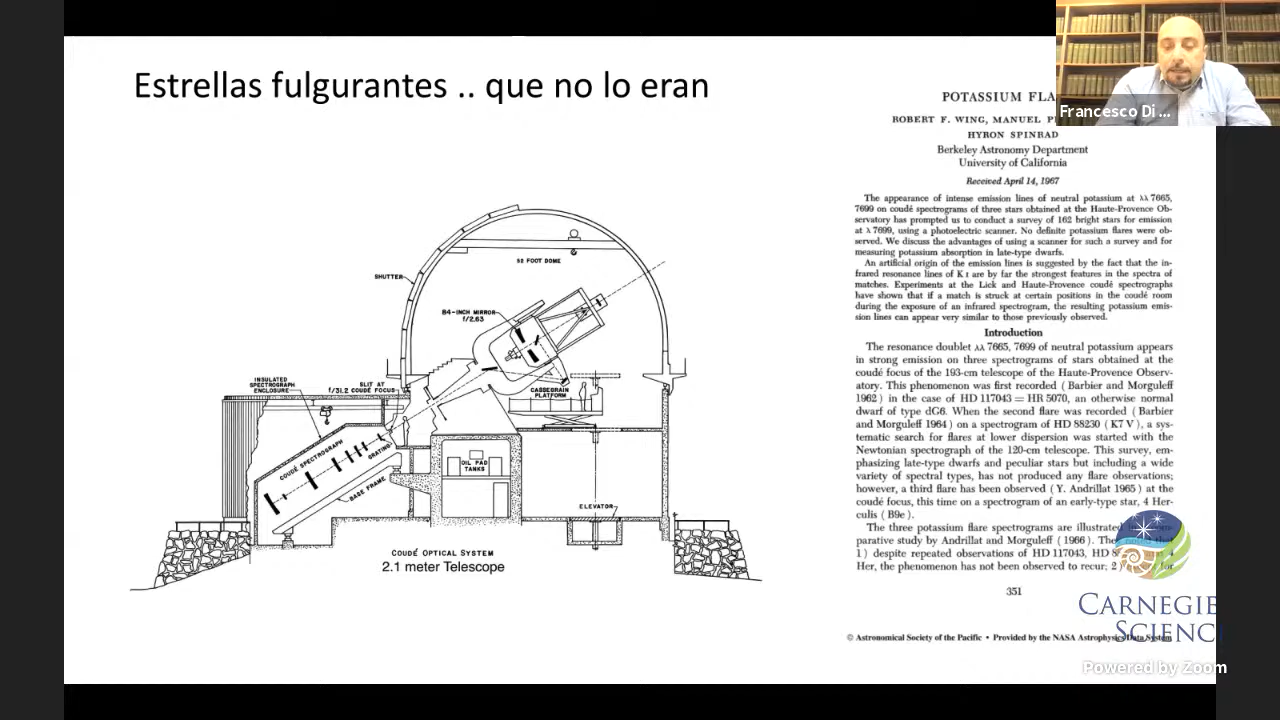 Estrellas fulgurantes .. que no lo eran
SHUTTER
50 FOOT DOME
84-INCH MIRROR
f/2.63
INSULATED
SPECTROGRAPH
ENCLOSURE
SLIT AT
f/31.2 COUDÉ FOCUS
CASSEGRAIN
PLATFORM
COUDÉ SPECTROGRAPH
GRATING
BASE FRAME
OIL PAD
TANKS
ELEVATOR
COUDÉ OPTICAL SYSTEM
2.1 meter Telescope
POTASSIUM FLA
ROBERT F. WING, MANUEL
HYRON SPINRAD
Berkeley Astronomy Department
University of California
Received April 14, 1967
The appearance of intense emission lines of neutral potassium at λλ 7665,
7699 on coudé spectrograms of three stars obtained at the Haute-Provence Ob-
servatory has prompted us to conduct a survey of 162 bright stars for emission
at λ 7699, using a photoelectric scanner. No definite potassium flares were ob-
served. We discuss the advantages of using a scanner for such a survey and for
measuring potassium absorption in late-type dwarfs.
An artificial origin of the emission lines is suggested by the fact that the in-
frared resonance lines of K I are by far the strongest features in the spectra of
matches. Experiments at the Lick and Haute-Provence coudé spectrographs
have shown that if a match is struck at certain positions in the coudé room
during the exposure of an infrared spectrogram, the resulting potassium emis-
sion lines can appear very similar to those previously observed.
Introduction
The resonance doublet λλ 7665, 7699 of neutral potassium appears
in strong emission on three spectrograms of stars obtained at the
coudé focus of the 193-cm telescope of the Haute-Provence Observ-
atory. This phenomenon was first recorded (Barbier and Morguleff
1962) in the case of HD 117043 = HR 5070, an otherwise normal
dwarf of type dG6. When the second flare was recorded (Barbier
and Morguleff 1964) on a spectrogram of HD 88230 (K7 V), a sys-
tematic search for flares at lower dispersion was started with the
Newtonian spectrograph of the 120-cm telescope. This survey, em-
phasizing late-type dwarfs and peculiar stars but including a wide
variety of spectral types, has not produced any flare observations;
however, a third flare has been observed (Y. Andrillat 1965) at the
coudé focus, this time on a spectrogram of an early-type star, 4 Her-
culis (B9e).
The three potassium flare spectrograms are illustrated
parative study by Andrillat and Morguleff (1966).
1) despite repeated observations of HD 117043, HD
Her, the phenomenon has not been observed to recur; 2) for
351
© Astronomical Society of the Pacific • Provided by the NASA Astrophysics Data System
Francesco Di ...
CARNEGIE
SCIENC
Powered by Zoom